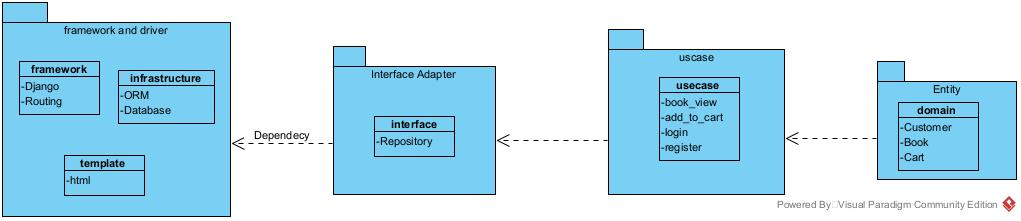 framework and driver
framework
-Django
-Routing
infrastructure
-ORM
-Database
template
-html
Dependecy
Interface Adapter
interface
-Repository
uscase
usecase
-book_view
-add_to_cart
-login
-register
Entity
domain
-Customer
-Book
-Cart
Powered By Visual Paradigm Community Edition